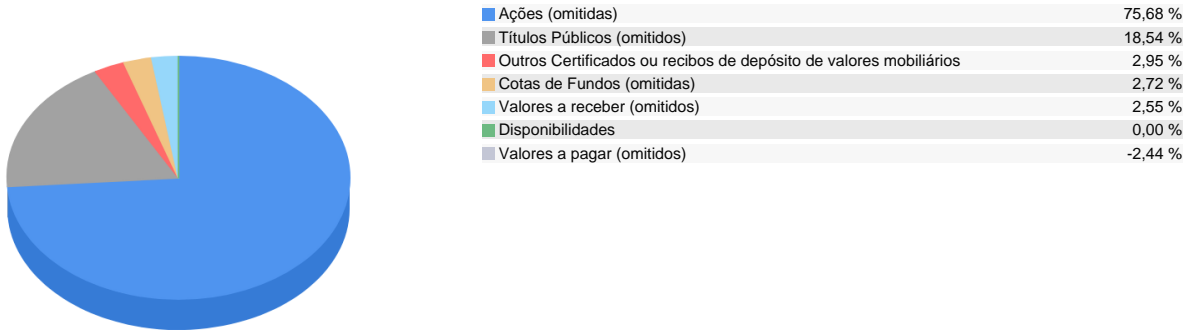 Ações (omitidas) 75,68 %
Títulos Públicos (omitidos) 18,54 %
Outros Certificados ou recibos de depósito de valores mobiliários 2,95 %
Cotas de Fundos (omitidas) 2,72 %
Valores a receber (omitidos) 2,55 %
Disponibilidades 0,00 %
Valores a pagar (omitidos) -2,44 %